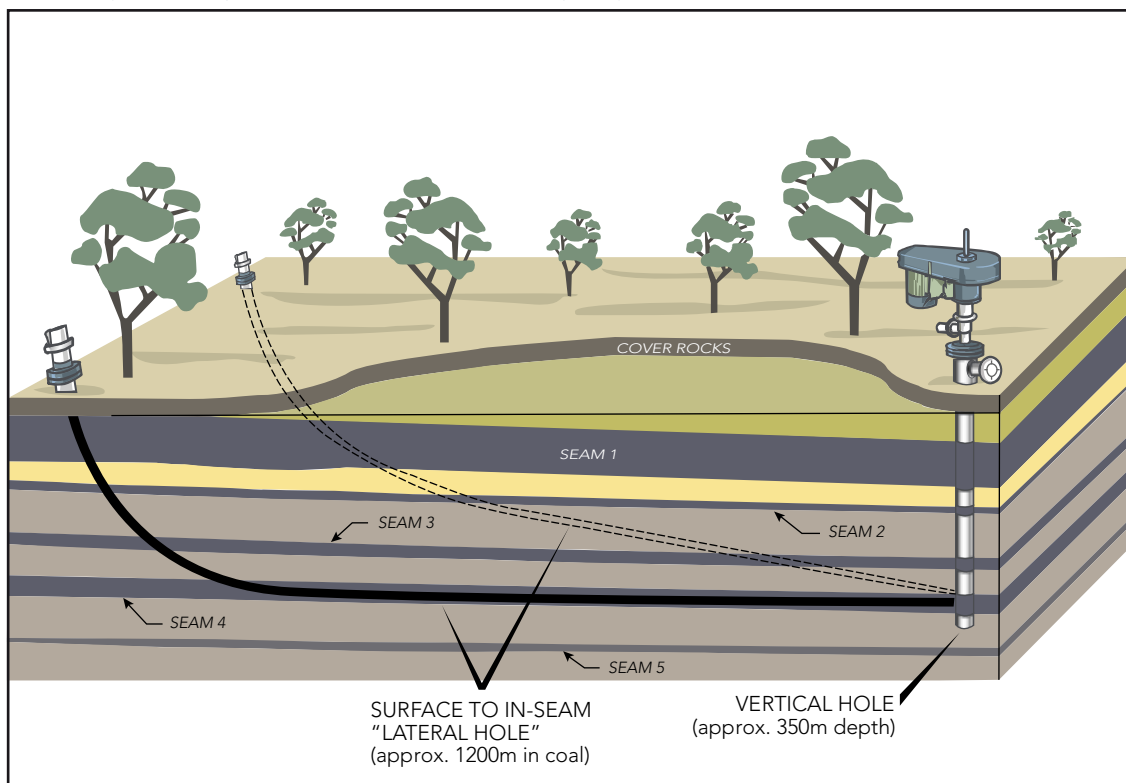 COVER ROCKS
SEAM 1
SEAM 2
SEAM 3
SEAM 4
SEAM 5
SURFACE TO IN-SEAM
“LATERAL HOLE”
(approx. 1200m in coal)
VERTICAL HOLE
(approx. 350m depth)